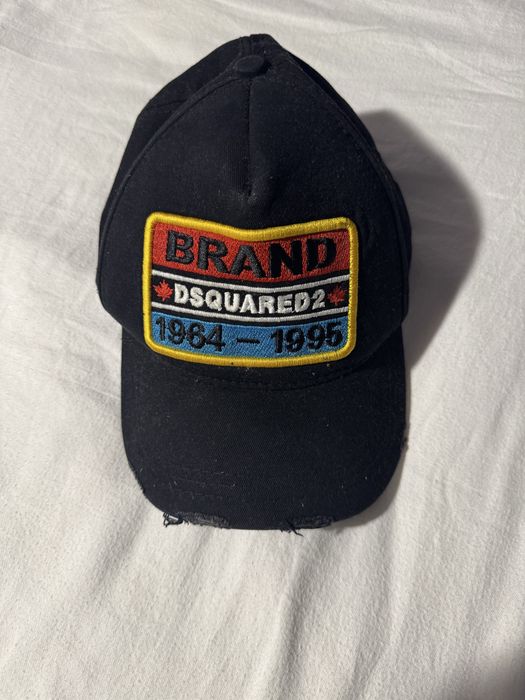 BRAND
DSQUARED2
1964 - 1995